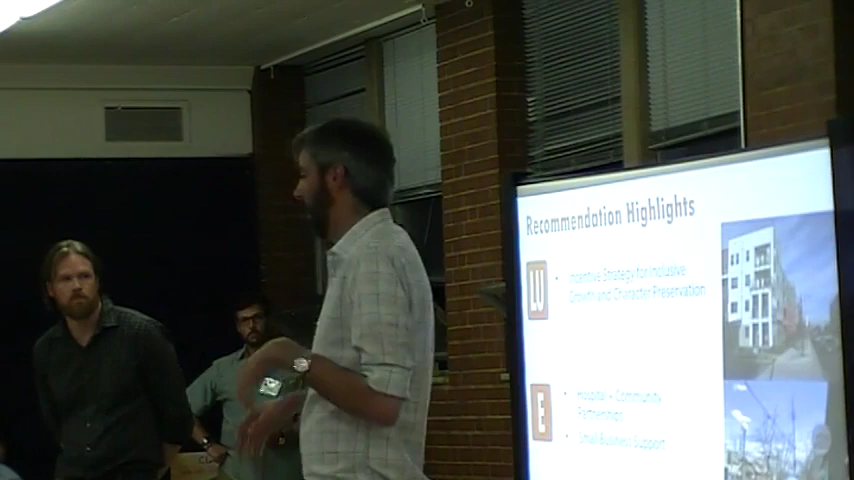 Recommendation Highlights
LU
• Incentive Strategy for Inclusive
Growth and Character Preservation
E
• Hospital – Community
Partnerships
• Small Business Support